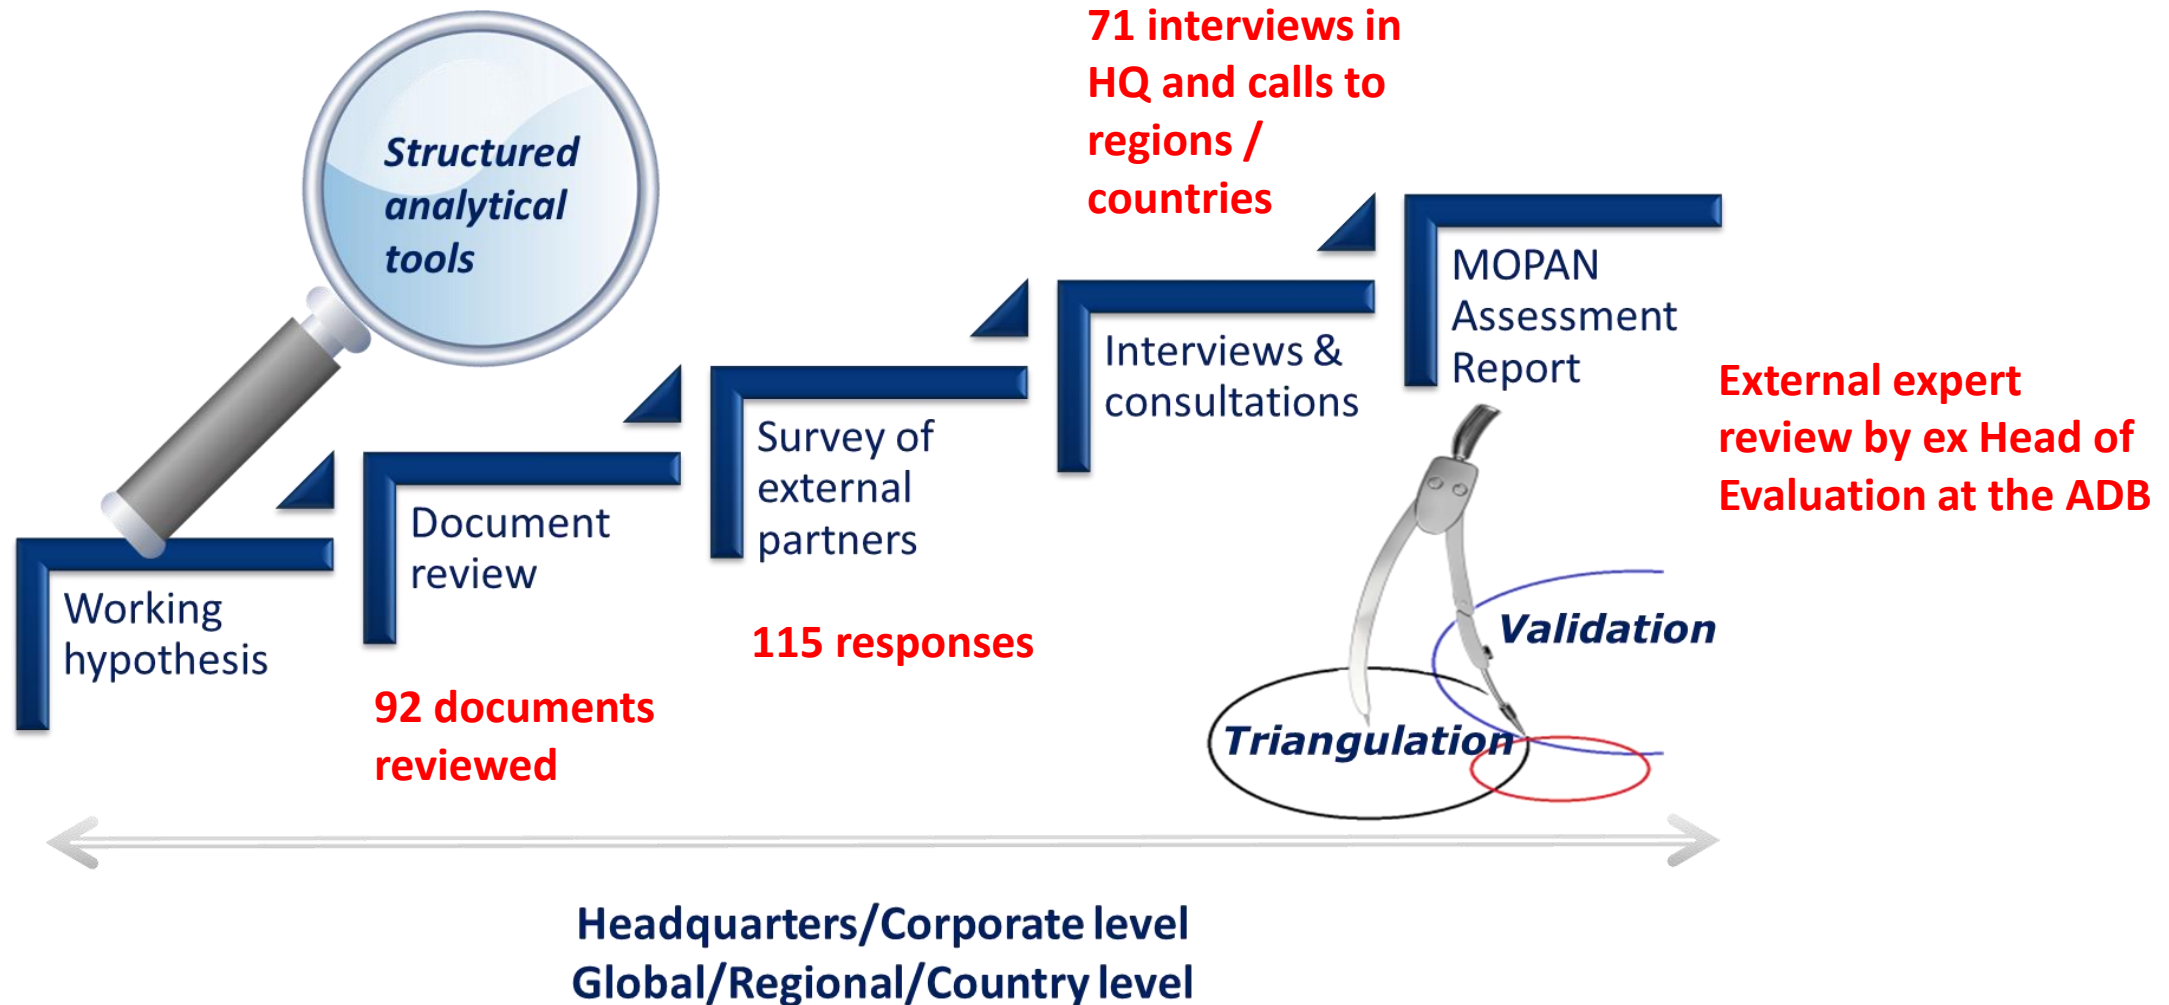 71 interviews in
HQ and calls to
regions /
countries
Structured
analytical
tools
MOPAN
Assessment
Report
Interviews &
consultations
External expert
review by ex Head of
Evaluation at the ADB
Survey of
external
partners
Document
review
Working
hypothesis
115 responses
92 documents
reviewed
Validation
Triangulation
Headquarters/Corporate level
Global/Regional/Country level